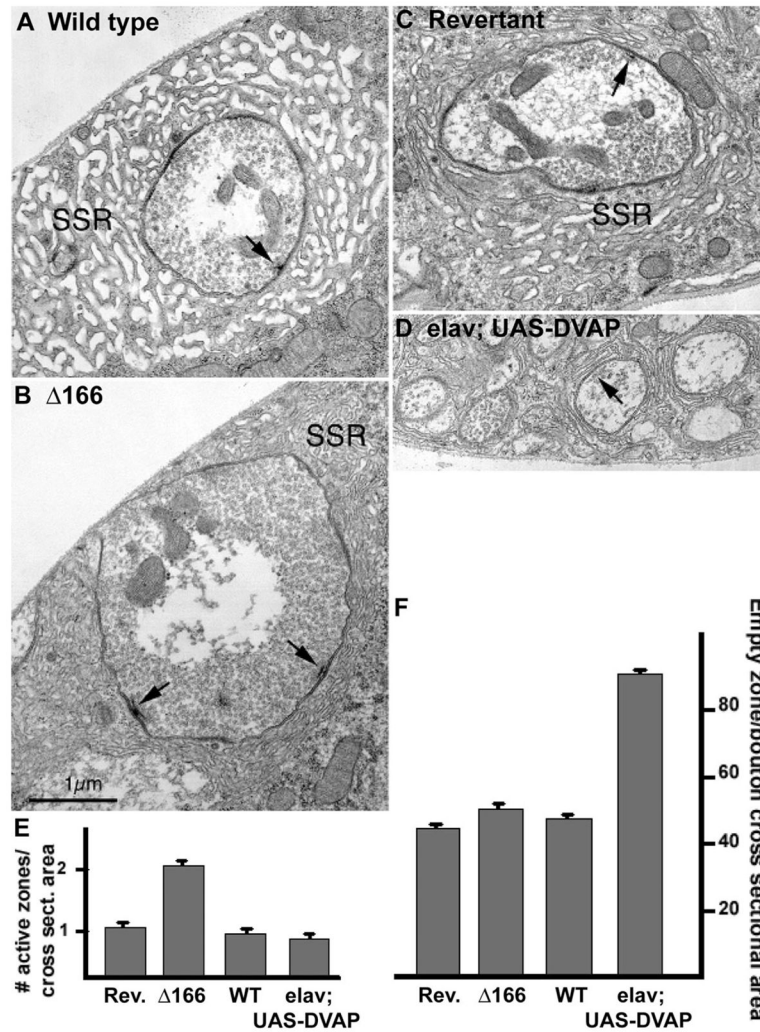 A Wild type
SSR
B Δ166
SSR
1μm
C Revertant
SSR
D elav; UAS-DVAP
E
# active zones/
cross sect. area
2
1
Rev.
Δ166
WT
elav;
UAS-DVAP
F
Empty zone/bouton cross
sectional area
80
60
40
20
Rev.
Δ166
WT
elav;
UAS-DVAP